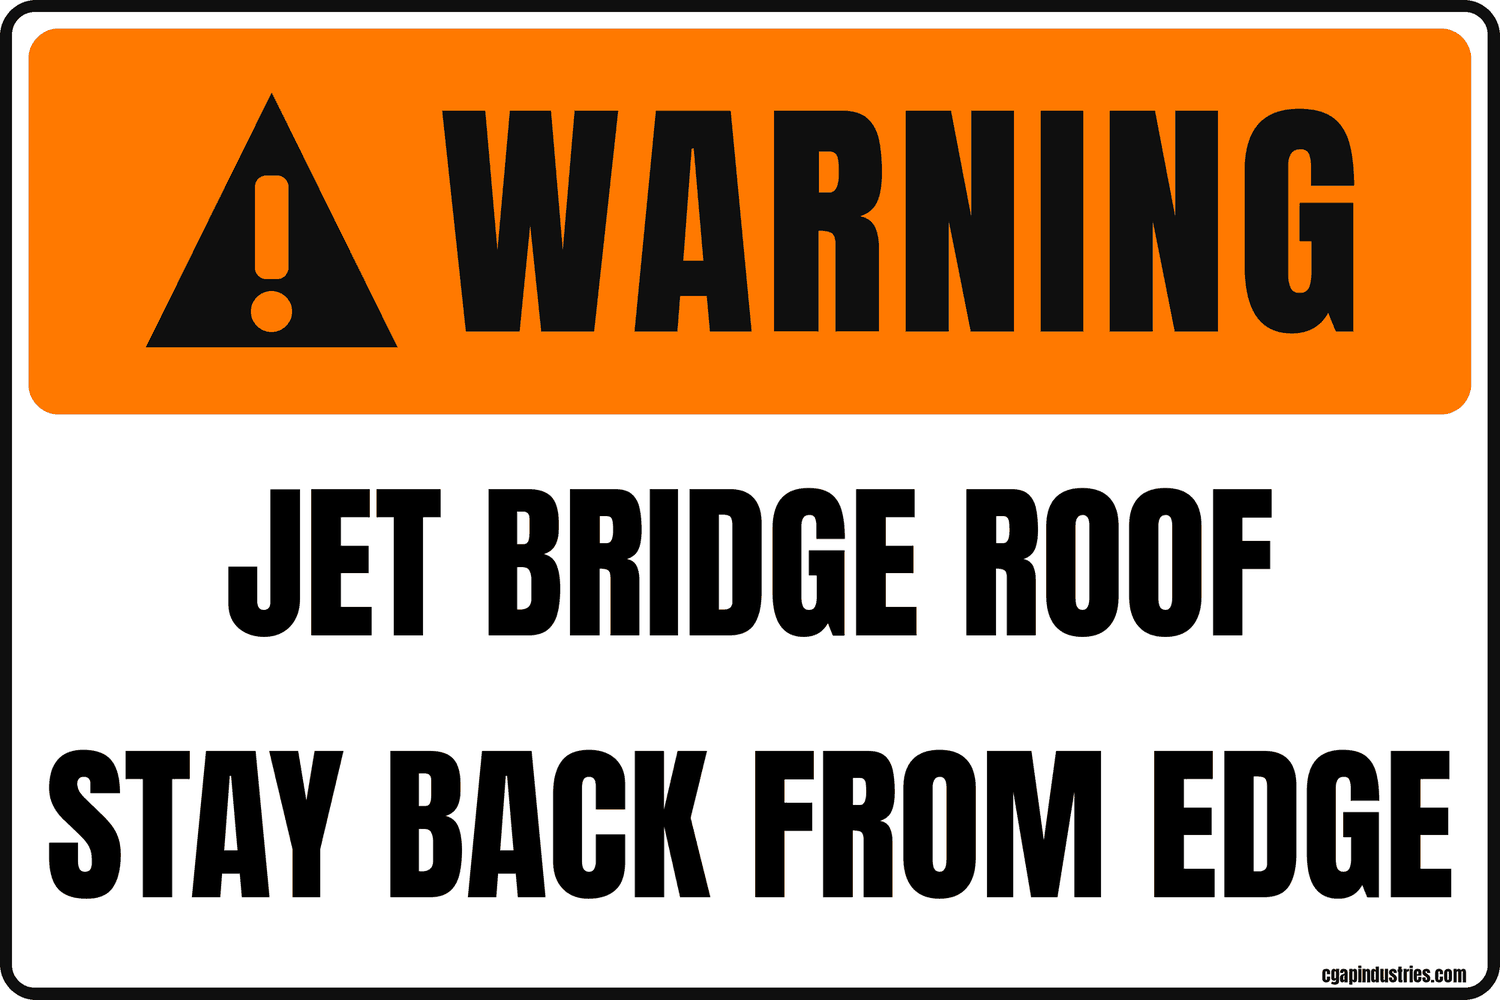 WARNING
JET BRIDGE ROOF
STAY BACK FROM EDGE
cgapindustries.com